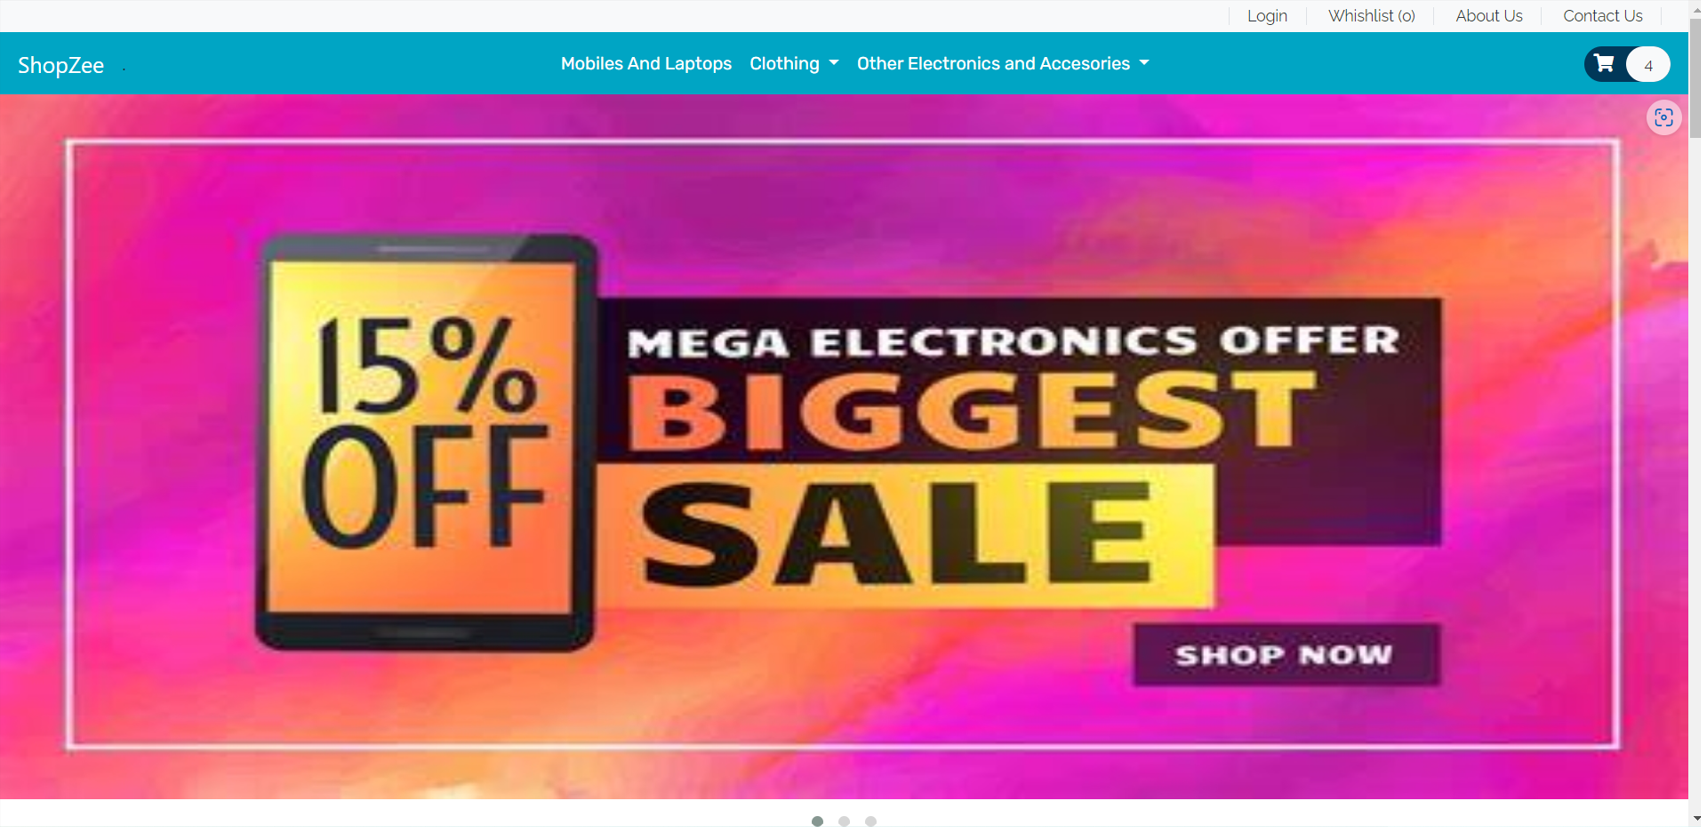 Login Whishlist (0) About Us Contact Us
ShopZee . Mobiles And Laptops Clothing Other Electronics and Accesories 4
15%
OFF
MEGA ELECTRONICS OFFER
BIGGEST
SALE
SHOP NOW